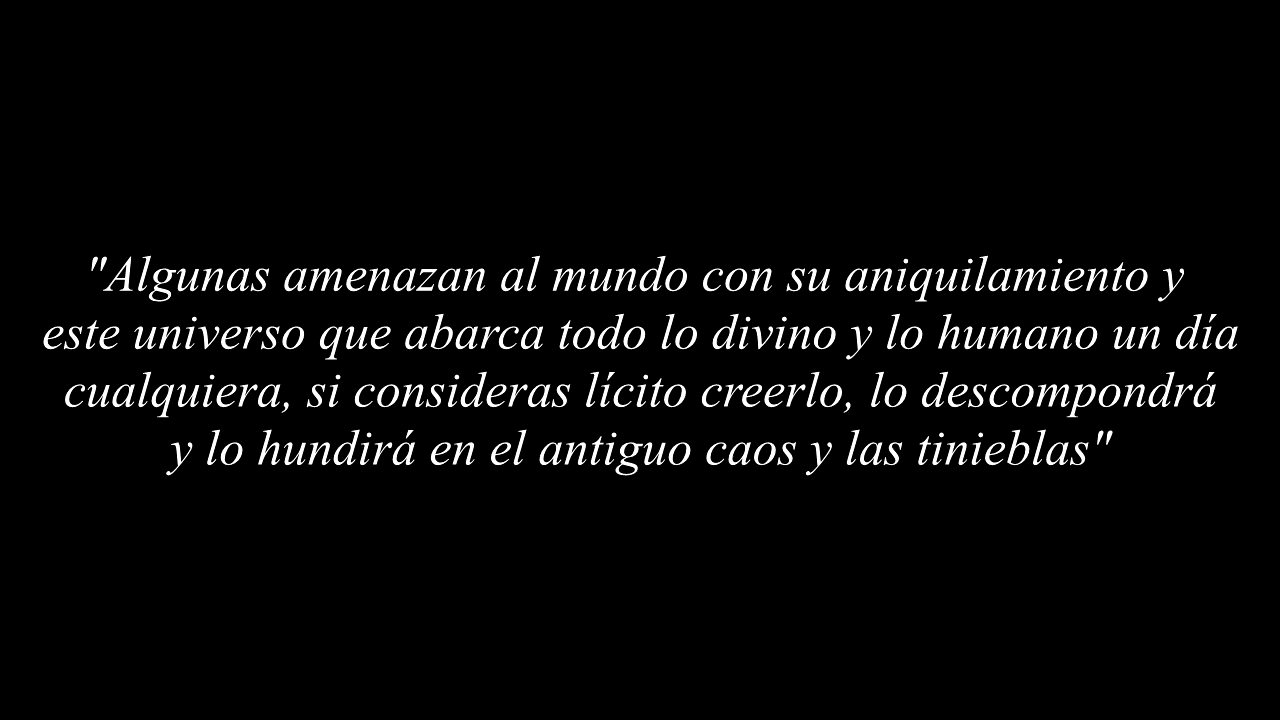 "Algunas amenazan al mundo con su aniquilamiento y
este universo que abarca todo lo divino y lo humano un día
cualquiera, si consideras lícito creerlo, lo descompondrá
y lo hundirá en el antiguo caos y las tinieblas"